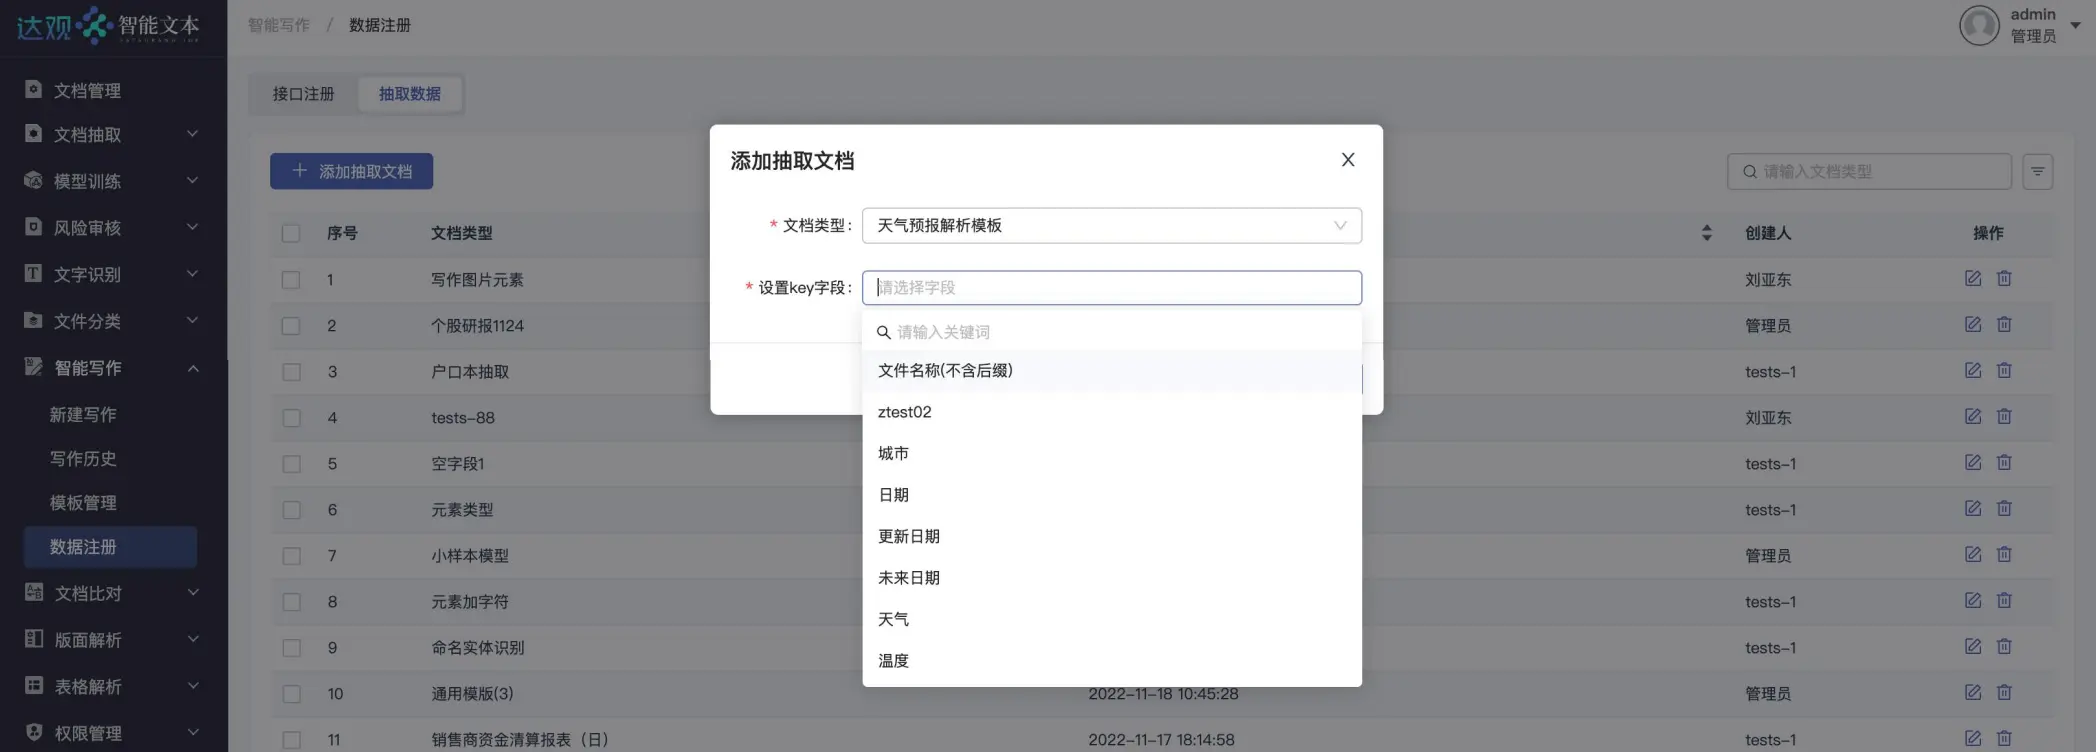 达观 智能文本
智能写作 / 数据注册
admin
管理员
文档管理
文档抽取
模型训练
风险审核
文字识别
文件分类
智能写作
新建写作
写作历史
模板管理
数据注册
文档比对
版面解析
表格解析
权限管理
接口注册 抽取数据
+ 添加抽取文档
请输入文档类型
序号 文档类型 创建人 操作
1 写作图片元素 刘亚东
2 个股研报1124 管理员
3 户口本抽取 tests-1
4 tests-88 刘亚东
5 空字段1 tests-1
6 元素类型 tests-1
7 小样本模型 管理员
8 元素加字符 tests-1
9 命名实体识别 tests-1
10 通用模版(3) 2022-11-18 10:45:28 管理员
11 销售商资金清算报表（日） 2022-11-17 18:14:58 tests-1
添加抽取文档
* 文档类型: 天气预报解析模板
* 设置key字段: 请选择字段
请输入关键词
文件名称(不含后缀)
ztest02
城市
日期
更新日期
未来日期
天气
温度